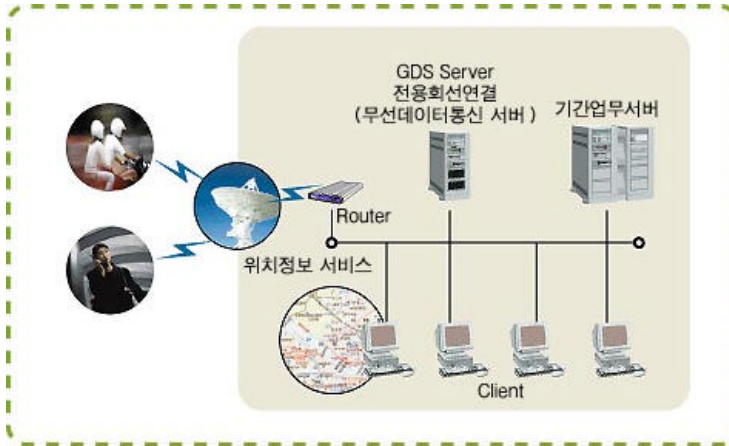 GDS Server
전용회선연결
(무선데이터통신 서버)
기간업무서버
Router
위치정보 서비스
Client